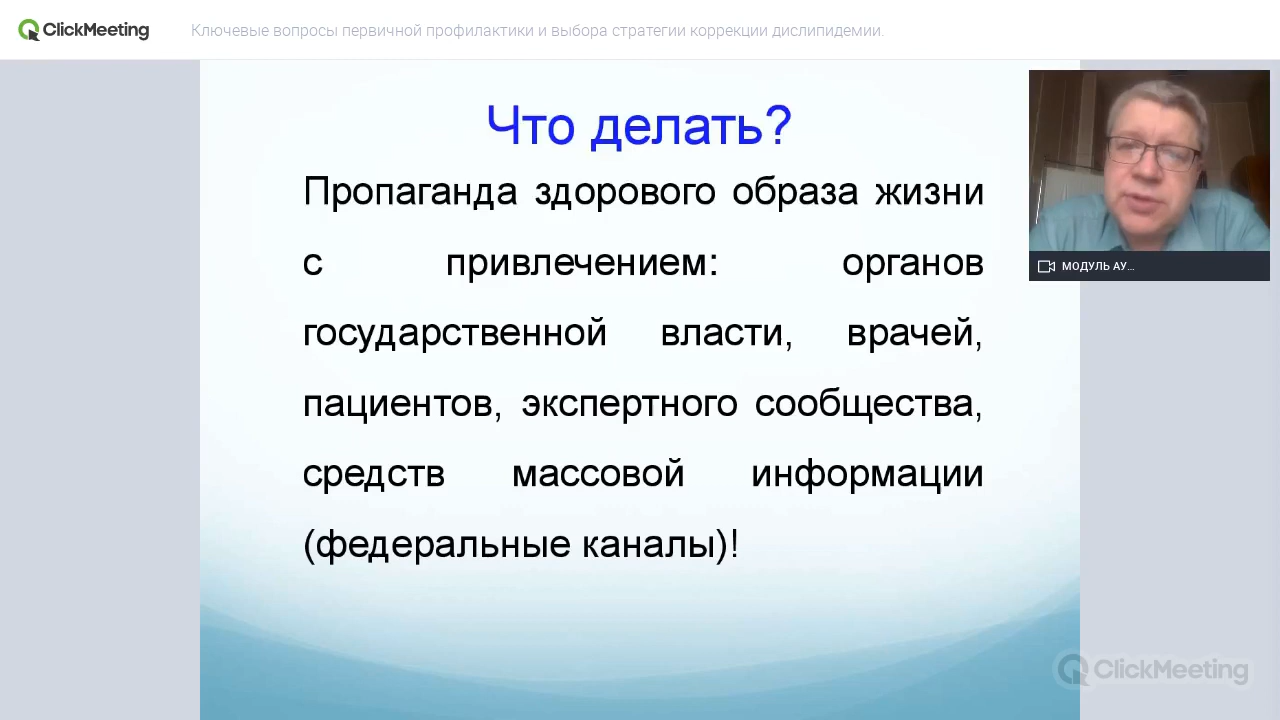 ClickMeeting
Ключевые вопросы первичной профилактики и выбора стратегии коррекции дислипидемии.
Что делать?
Пропаганда здорового образа жизни
с привлечением: органов
государственной власти, врачей,
пациентов, экспертного сообщества,
средств массовой информации
(федеральные каналы)!
МОДУЛЬ АУ...
ClickMeeting